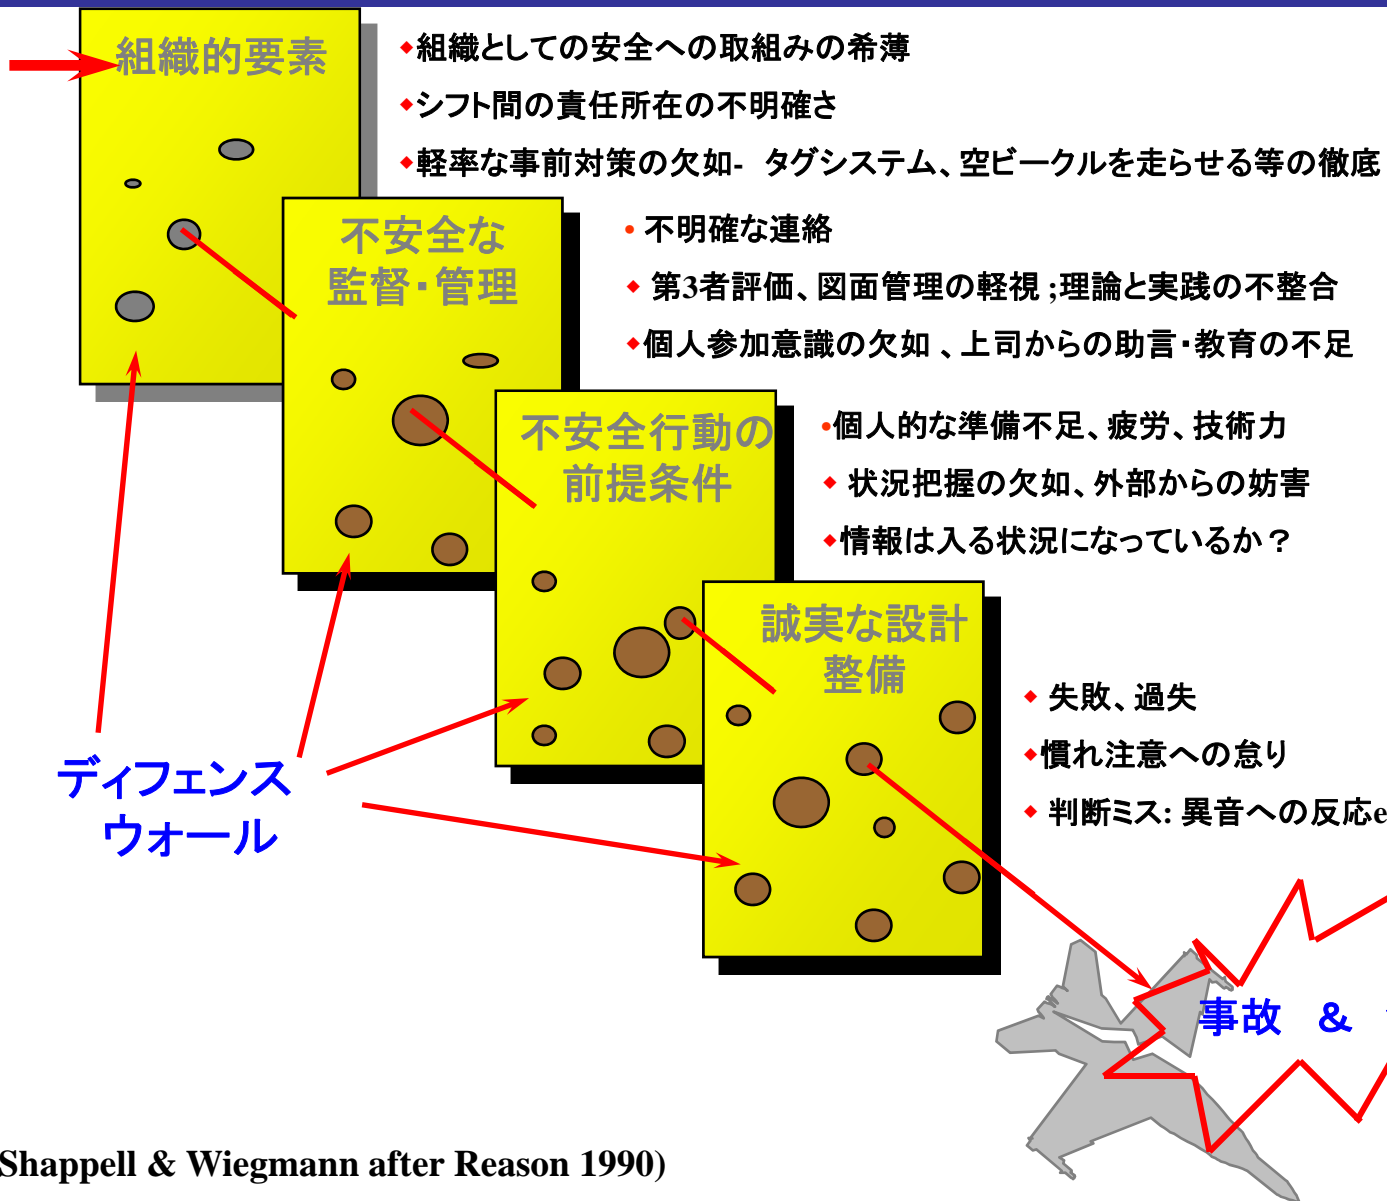 組織的要素
◆組織としての安全への取組みの希薄
◆シフト間の責任所在の不明確さ
◆軽率な事前対策の欠如- タグシステム、空ビークルを走らせる等の徹底
不安全な
監督・管理
• 不明確な連絡
◆ 第3者評価、図面管理の軽視 ;理論と実践の不整合
◆個人参加意識の欠如 、上司からの助言・教育の不足
不安全行動の
前提条件
•個人的な準備不足、疲労、技術力
◆ 状況把握の欠如、外部からの妨害
◆情報は入る状況になっているか？
誠実な設計
整備
◆ 失敗、過失
◆慣れ注意への怠り
◆ 判断ミス: 異音への反応e
ディフェンス
ウォール
事故 ＆
Shappell & Wiegmann after Reason 1990)